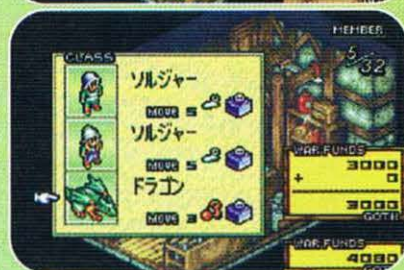 MEMBER
5/32
CLASS
ソルジャー
MOVE 5
ソルジャー
MOVE 5
ドラゴン
MOVE 3
WAR FUNDS
3000
+ 0
3000
GOTH
WAR FUNDS
4080